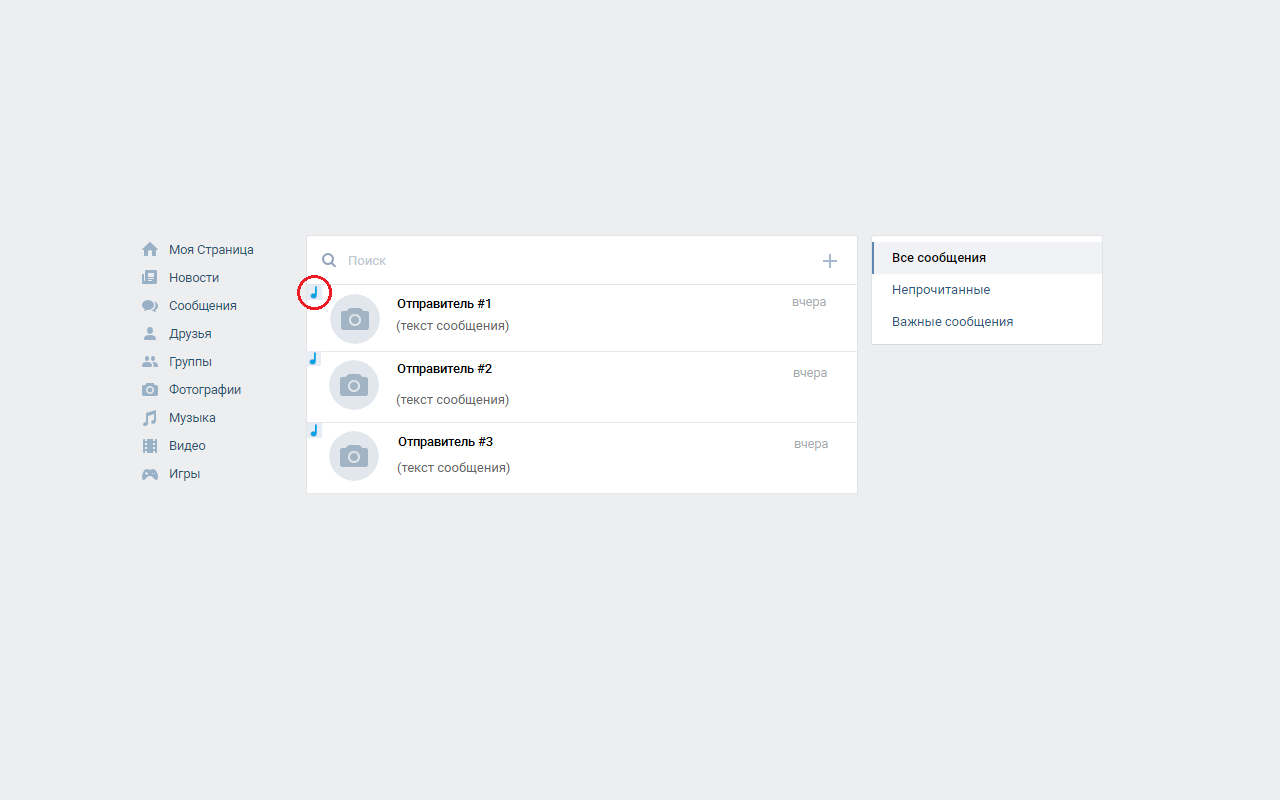 Моя Страница
Новости
Сообщения
Друзья
Группы
Фотографии
Музыка
Видео
Игры
Поиск
Отправитель #1
вчера
(текст сообщения)
Отправитель #2
вчера
(текст сообщения)
Отправитель #3
вчера
(текст сообщения)
Все сообщения
Непрочитанные
Важные сообщения